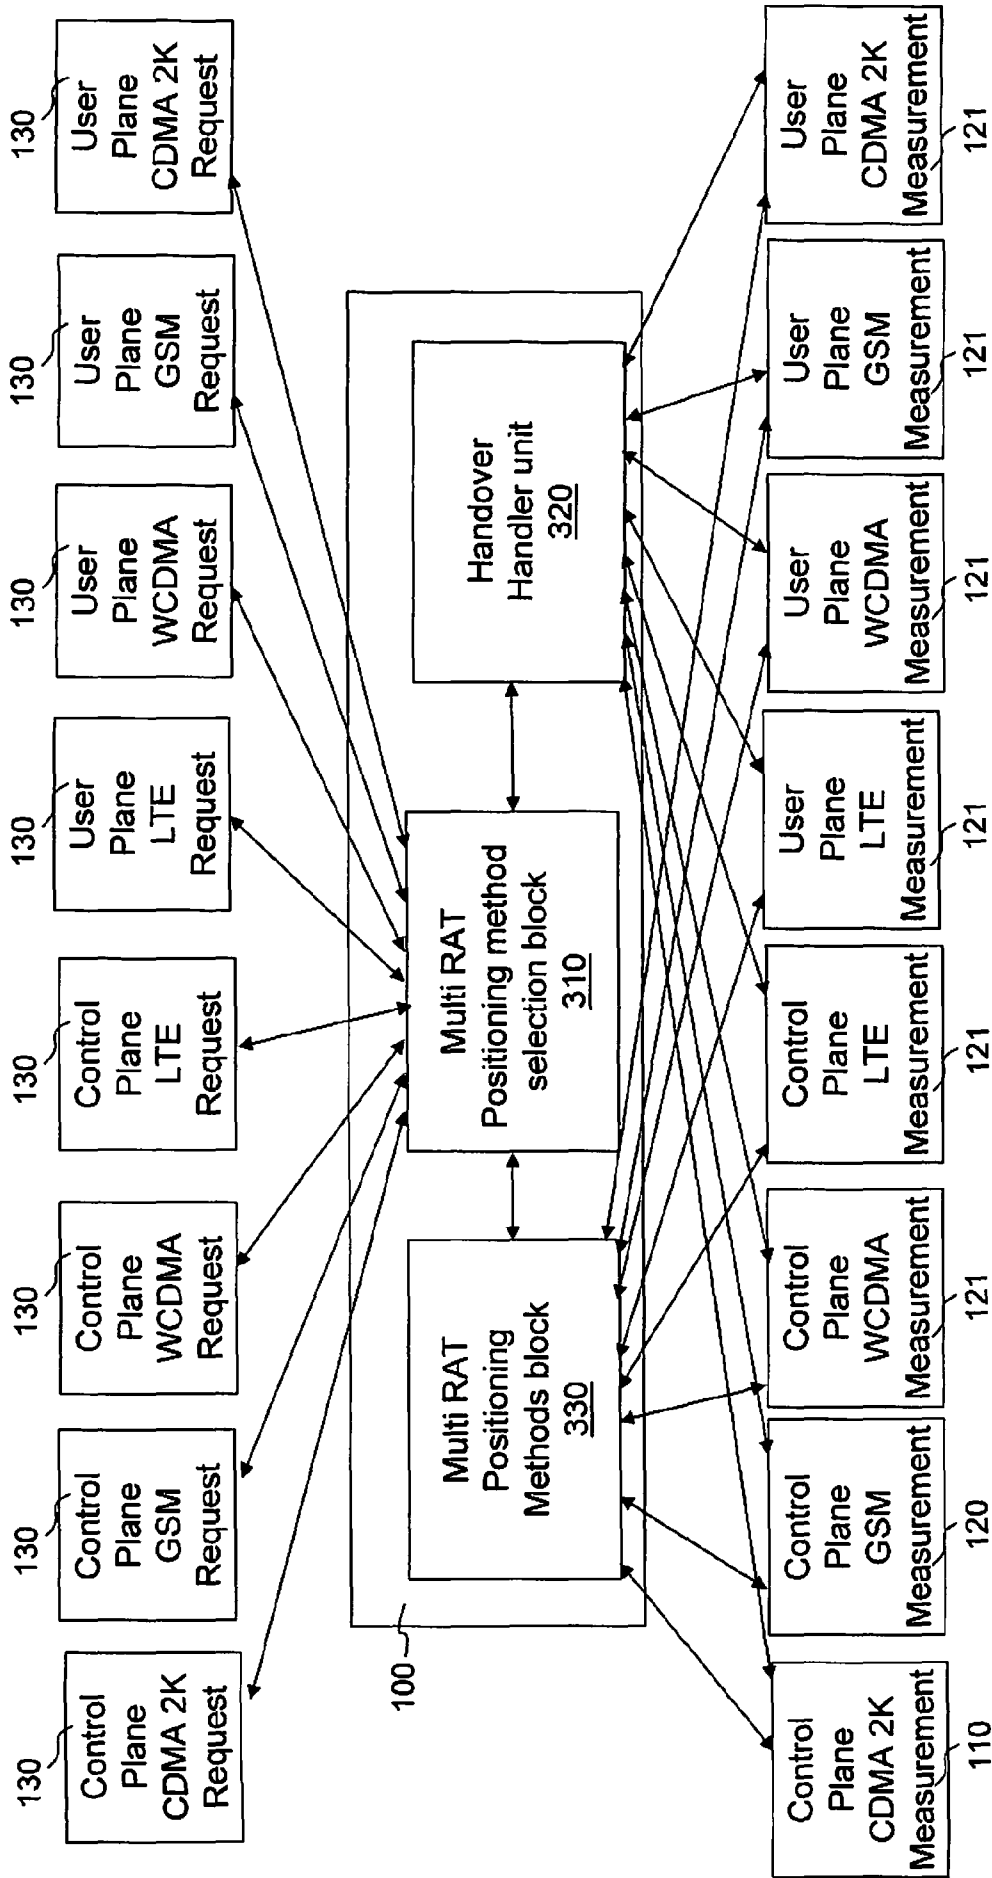 130
Control
Plane
CDMA 2K
Request
130
Control
Plane
GSM
Request
130
Control
Plane
WCDMA
Request
130
Control
Plane
LTE
Request
130
User
Plane
LTE
Request
130
User
Plane
WCDMA
Request
130
User
Plane
GSM
Request
130
User
Plane
CDMA 2K
Request
100
Multi RAT
Positioning
Methods block
330
Multi RAT
Positioning method
selection block
310
Handover
Handler unit
320
Control
Plane
CDMA 2K
Measurement
110
Control
Plane
GSM
Measurement
120
Control
Plane
WCDMA
Measurement
121
Control
Plane
LTE
Measurement
121
User
Plane
LTE
Measurement
121
User
Plane
WCDMA
Measurement
121
User
Plane
GSM
Measurement
121
User
Plane
CDMA 2K
Measurement
121